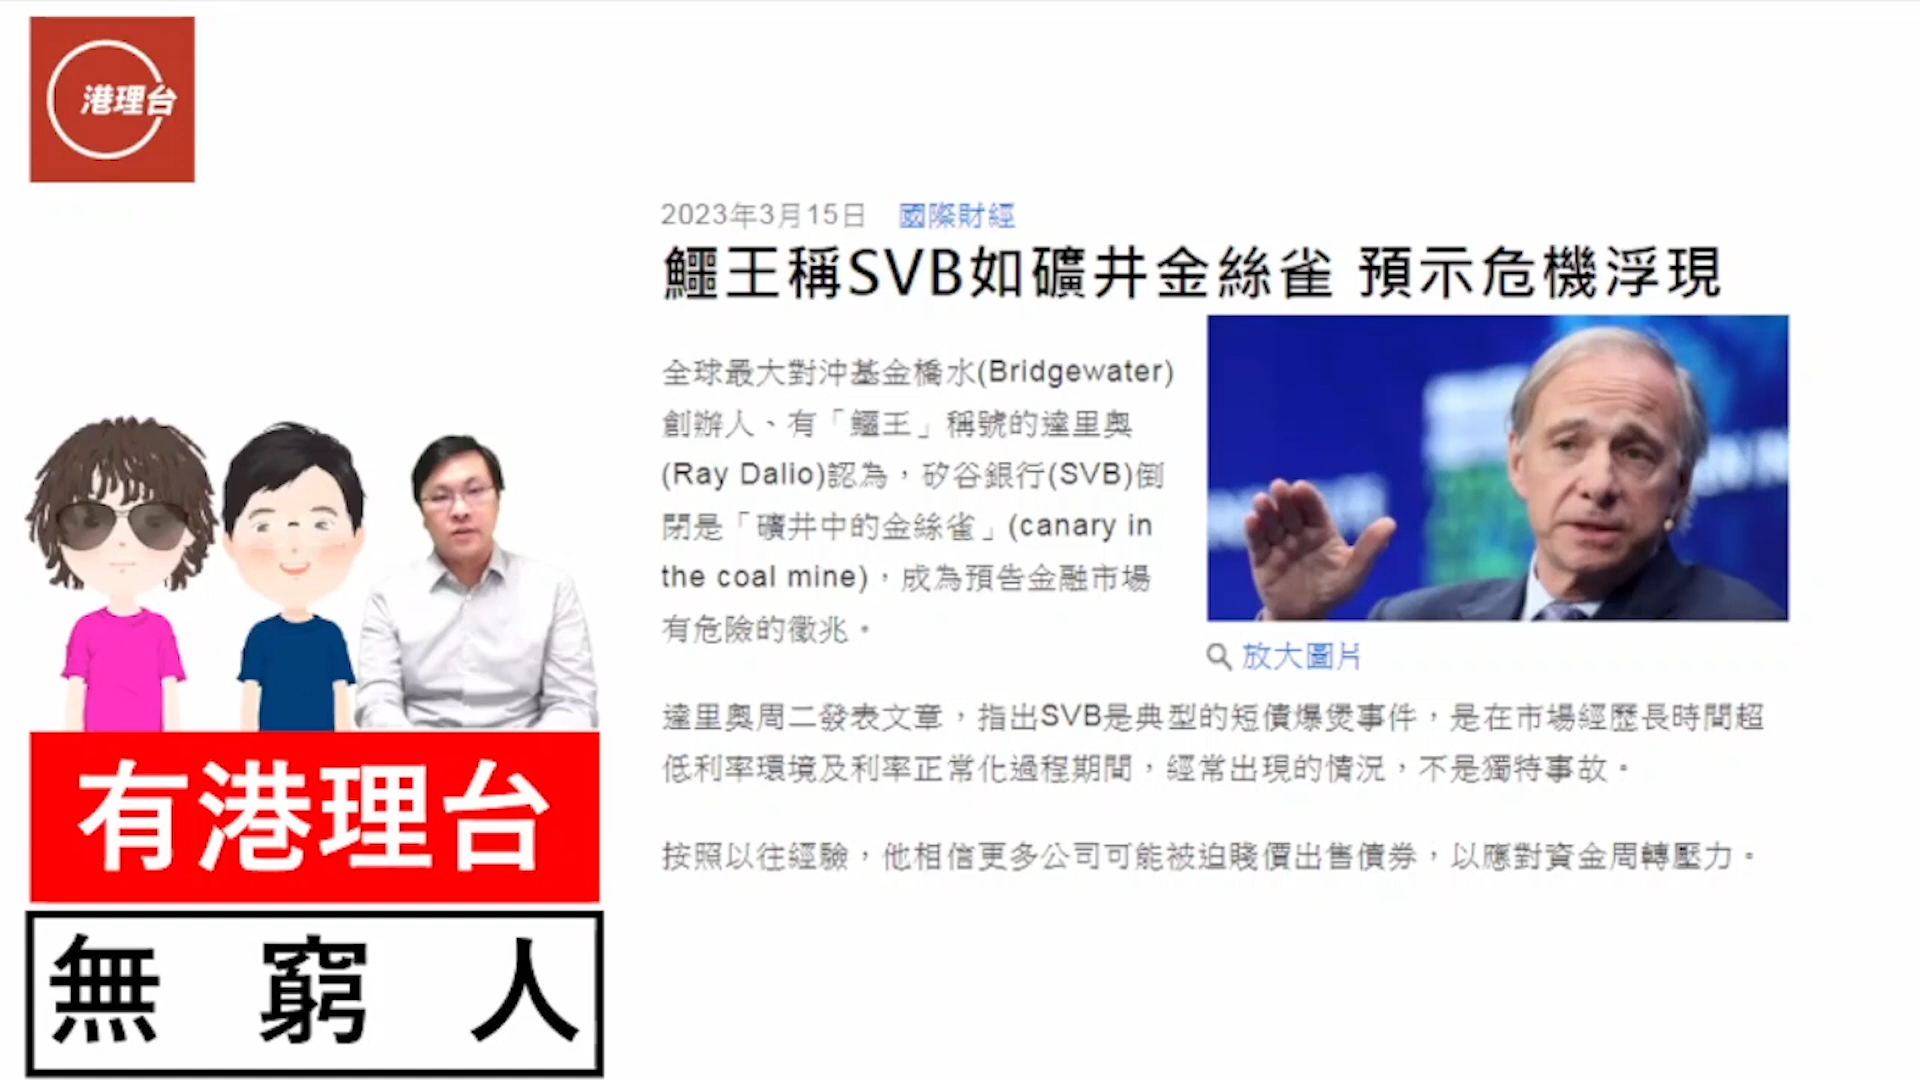 港理台
2023年3月15日 國際財經
鱷王稱SVB如礦井金絲雀 預示危機浮現
全球最大對沖基金橋水(Bridgewater)
創辦人、有「鱷王」稱號的達里奧
(Ray Dalio)認為，矽谷銀行(SVB)倒
閉是「礦井中的金絲雀」(canary in
the coal mine)，成為預告金融市場
有危險的徵兆。
放大圖片
達里奧周二發表文章，指出SVB是典型的短債爆煲事件，是在市場經歷長時間超
低利率環境及利率正常化過程期間，經常出現的情況，不是獨特事故。
按照以往經驗，他相信更多公司可能被迫賤價出售債券，以應對資金周轉壓力。
有港理台
無窮人